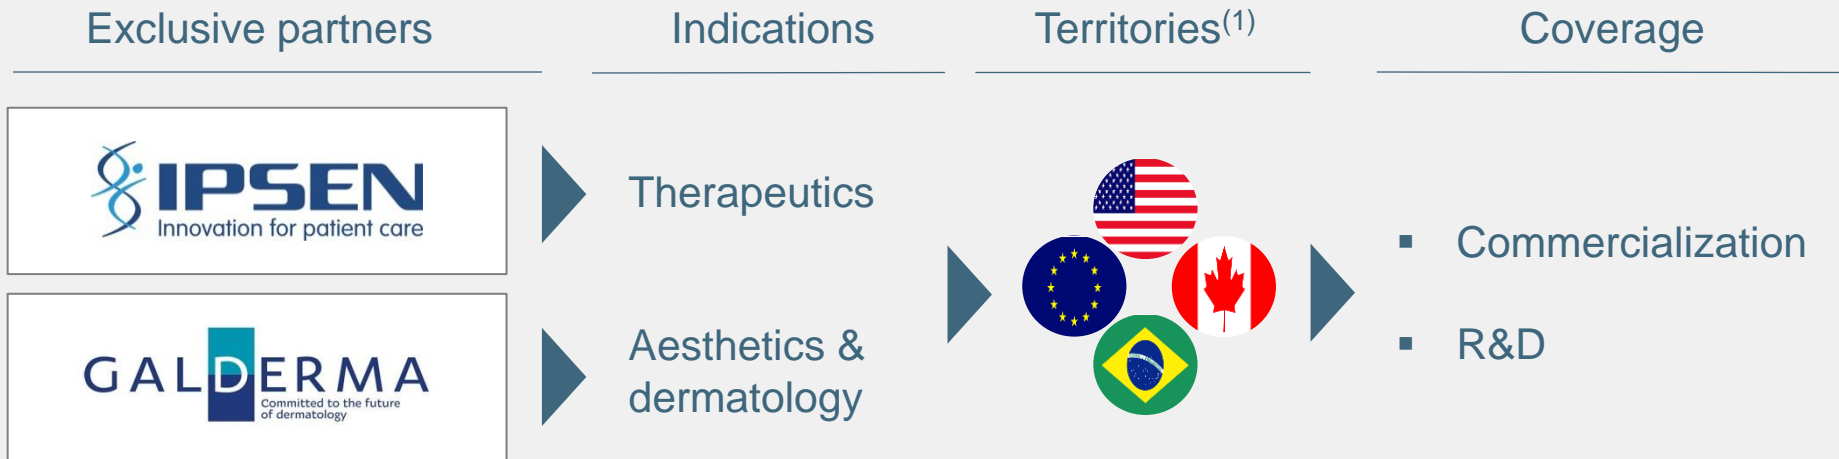 Exclusive partners
Indications
Territories(1)
Coverage
IPSEN
Innovation for patient care
Therapeutics
GALDERMA
Committed to the future
of dermatology
Aesthetics &
dermatology
▪ Commercialization
▪ R&D